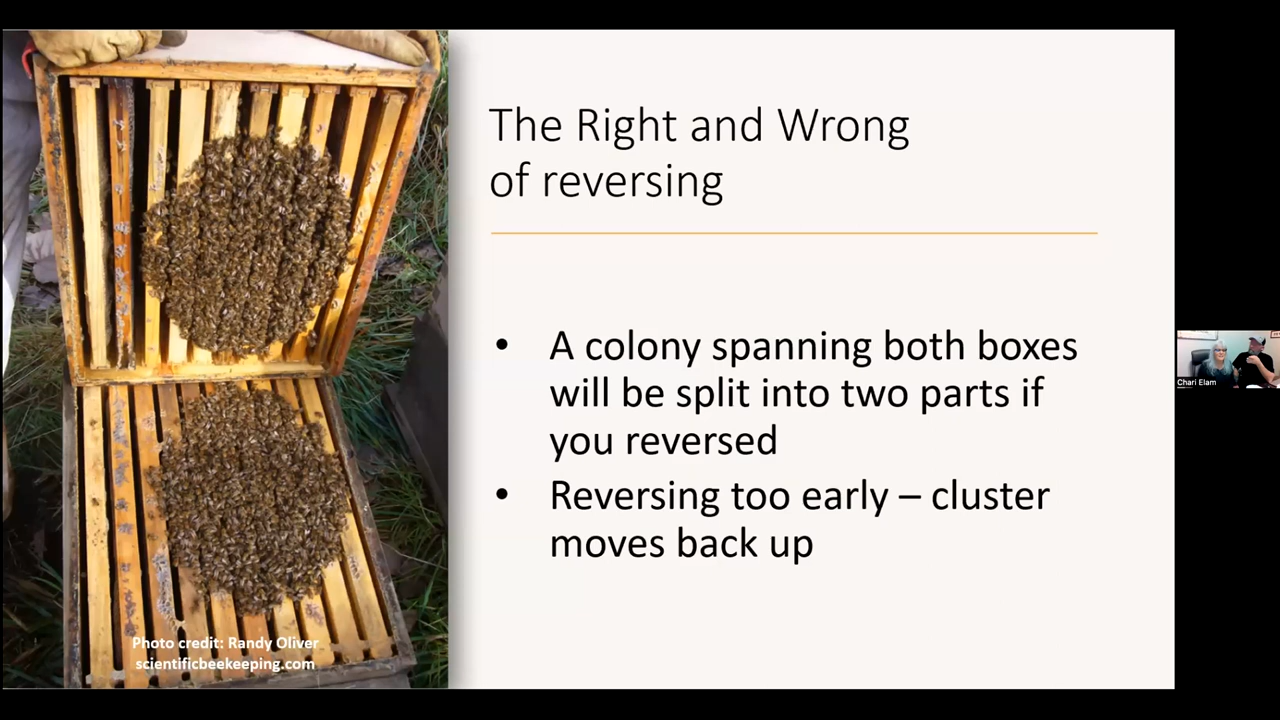 The Right and Wrong
of reversing
• A colony spanning both boxes
will be split into two parts if
you reversed
• Reversing too early – cluster
moves back up
Photo credit: Randy Oliver
scientificbeekeeping.com
Chari Elam